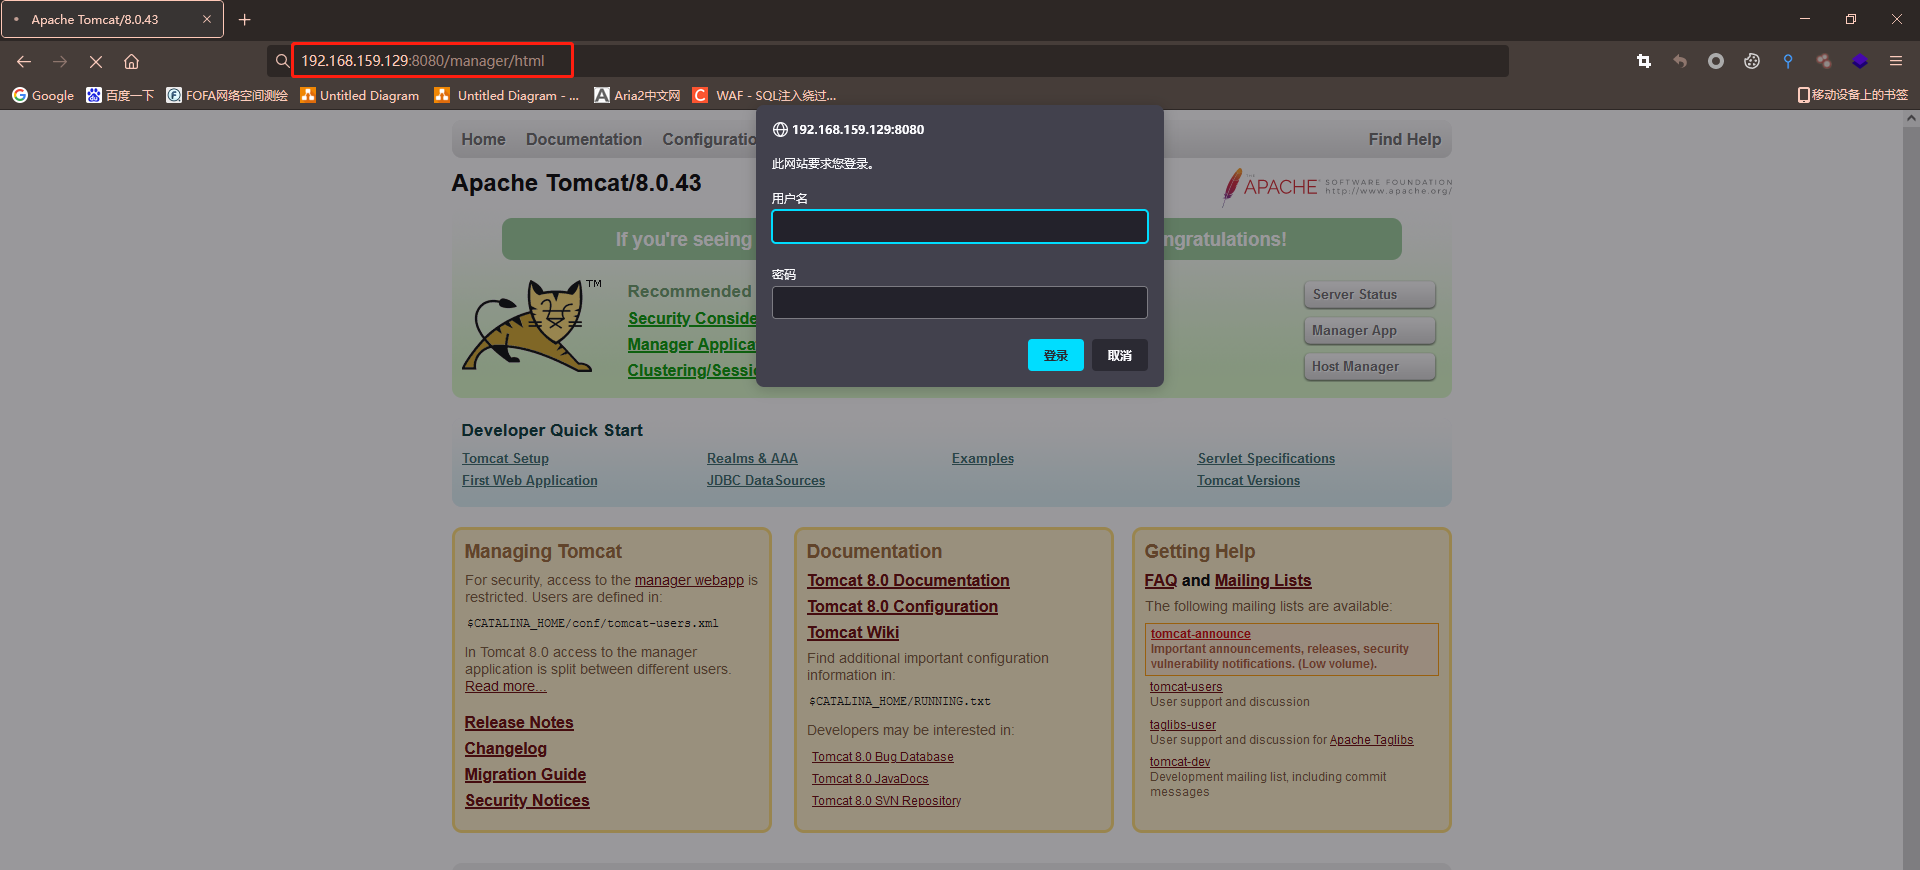 Apache Tomcat/8.0.43
192.168.159.129:8080/manager/html
Google 百度一下 FOFA网络空间测绘 Untitled Diagram Untitled Diagram - ... Aria2中文网 WAF - SQL注入绕过... 移动设备上的书签
192.168.159.129:8080
此网站要求您登录。
用户名
密码
登录 取消
Home Documentation Configuratio Find Help
Apache Tomcat/8.0.43
THE APACHE SOFTWARE FOUNDATION
http://www.apache.org/
If you're seeing ngratulations!
TM
Recommended
Security Conside
Manager Applica
Clustering/Sessi
Server Status
Manager App
Host Manager
Developer Quick Start
Tomcat Setup Realms & AAA Examples Servlet Specifications
First Web Application JDBC DataSources Tomcat Versions
Managing Tomcat
For security, access to the manager webapp is
restricted. Users are defined in:
$CATALINA_HOME/conf/tomcat-users.xml
In Tomcat 8.0 access to the manager
application is split between different users.
Read more...
Release Notes
Changelog
Migration Guide
Security Notices
Documentation
Tomcat 8.0 Documentation
Tomcat 8.0 Configuration
Tomcat Wiki
Find additional important configuration
information in:
$CATALINA_HOME/RUNNING.txt
Developers may be interested in:
Tomcat 8.0 Bug Database
Tomcat 8.0 JavaDocs
Tomcat 8.0 SVN Repository
Getting Help
FAQ and Mailing Lists
The following mailing lists are available:
tomcat-announce
Important announcements, releases, security
vulnerability notifications. (Low volume).
tomcat-users
User support and discussion
taglibs-user
User support and discussion for Apache Taglibs
tomcat-dev
Development mailing list, including commit
messages